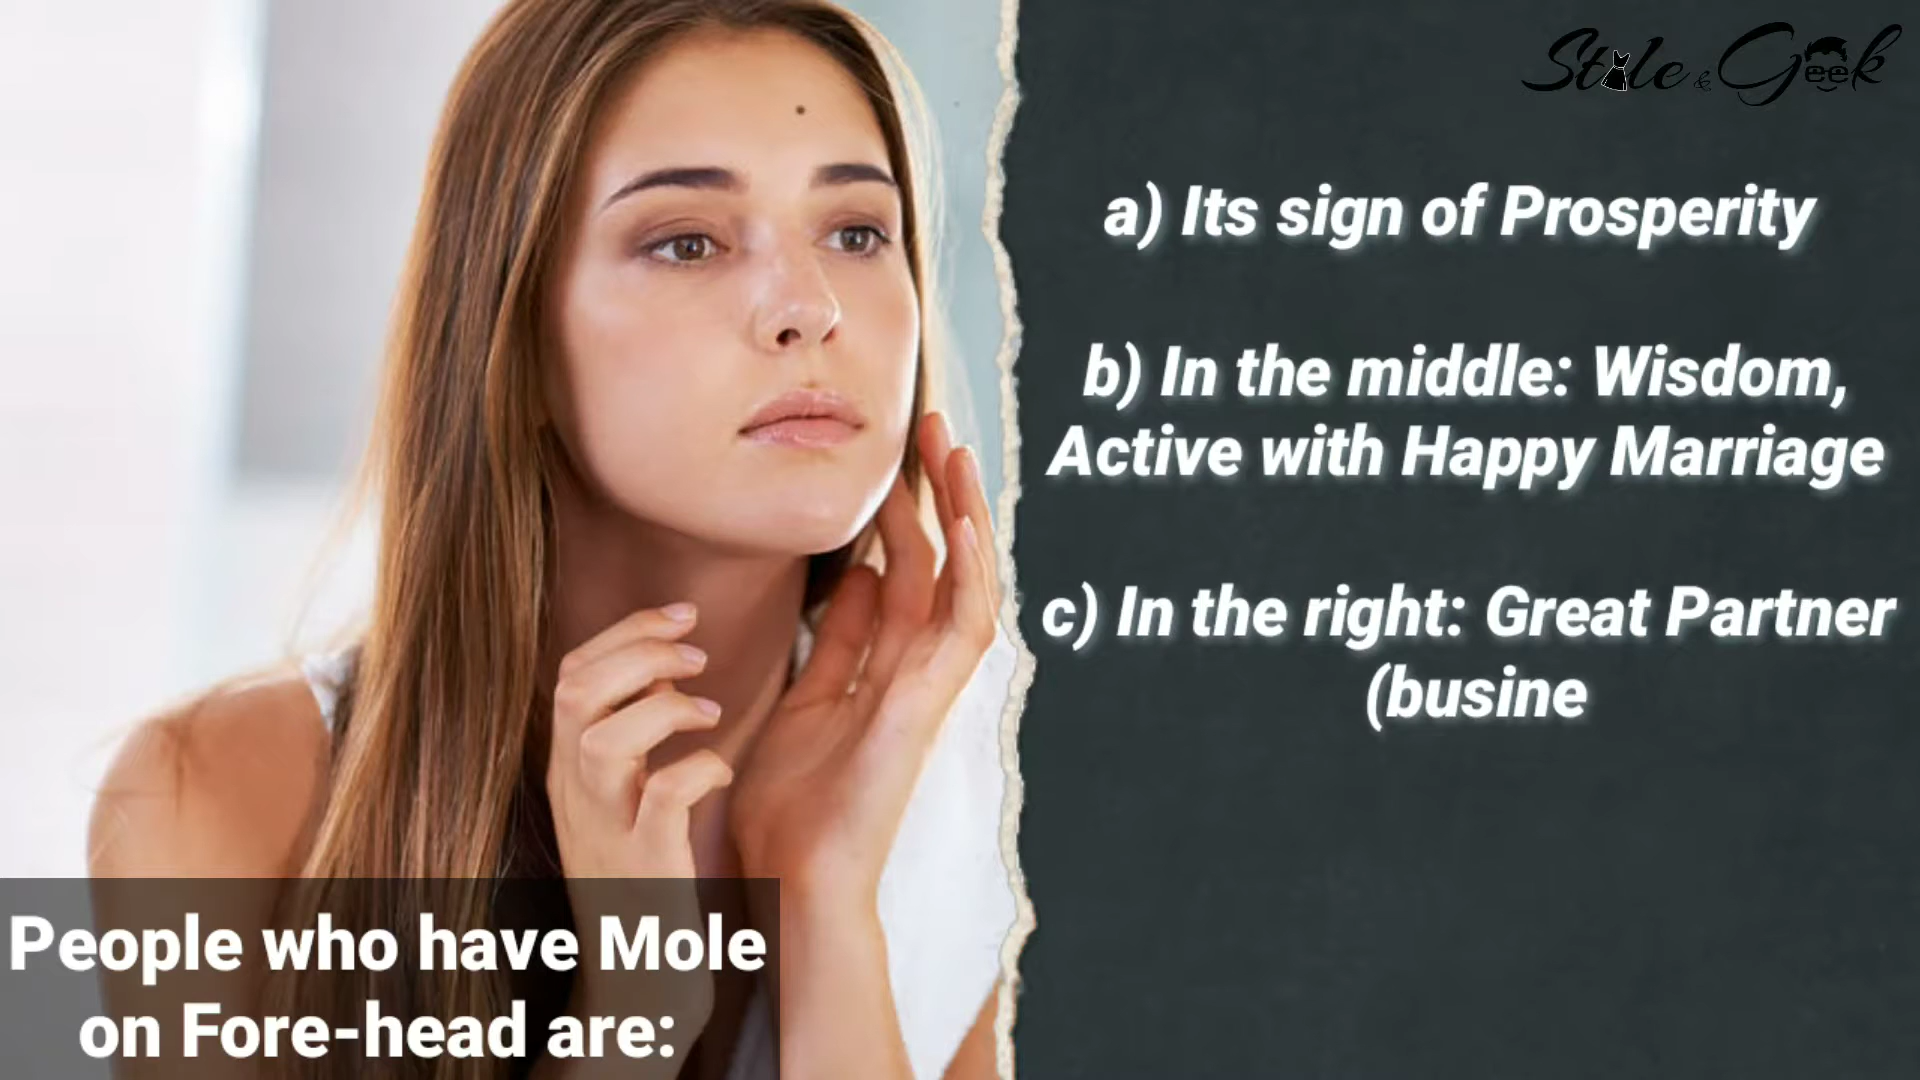 Style & Geek
a) Its sign of Prosperity
b) In the middle: Wisdom,
Active with Happy Marriage
c) In the right: Great Partner
(busine
People who have Mole
on Fore-head are: